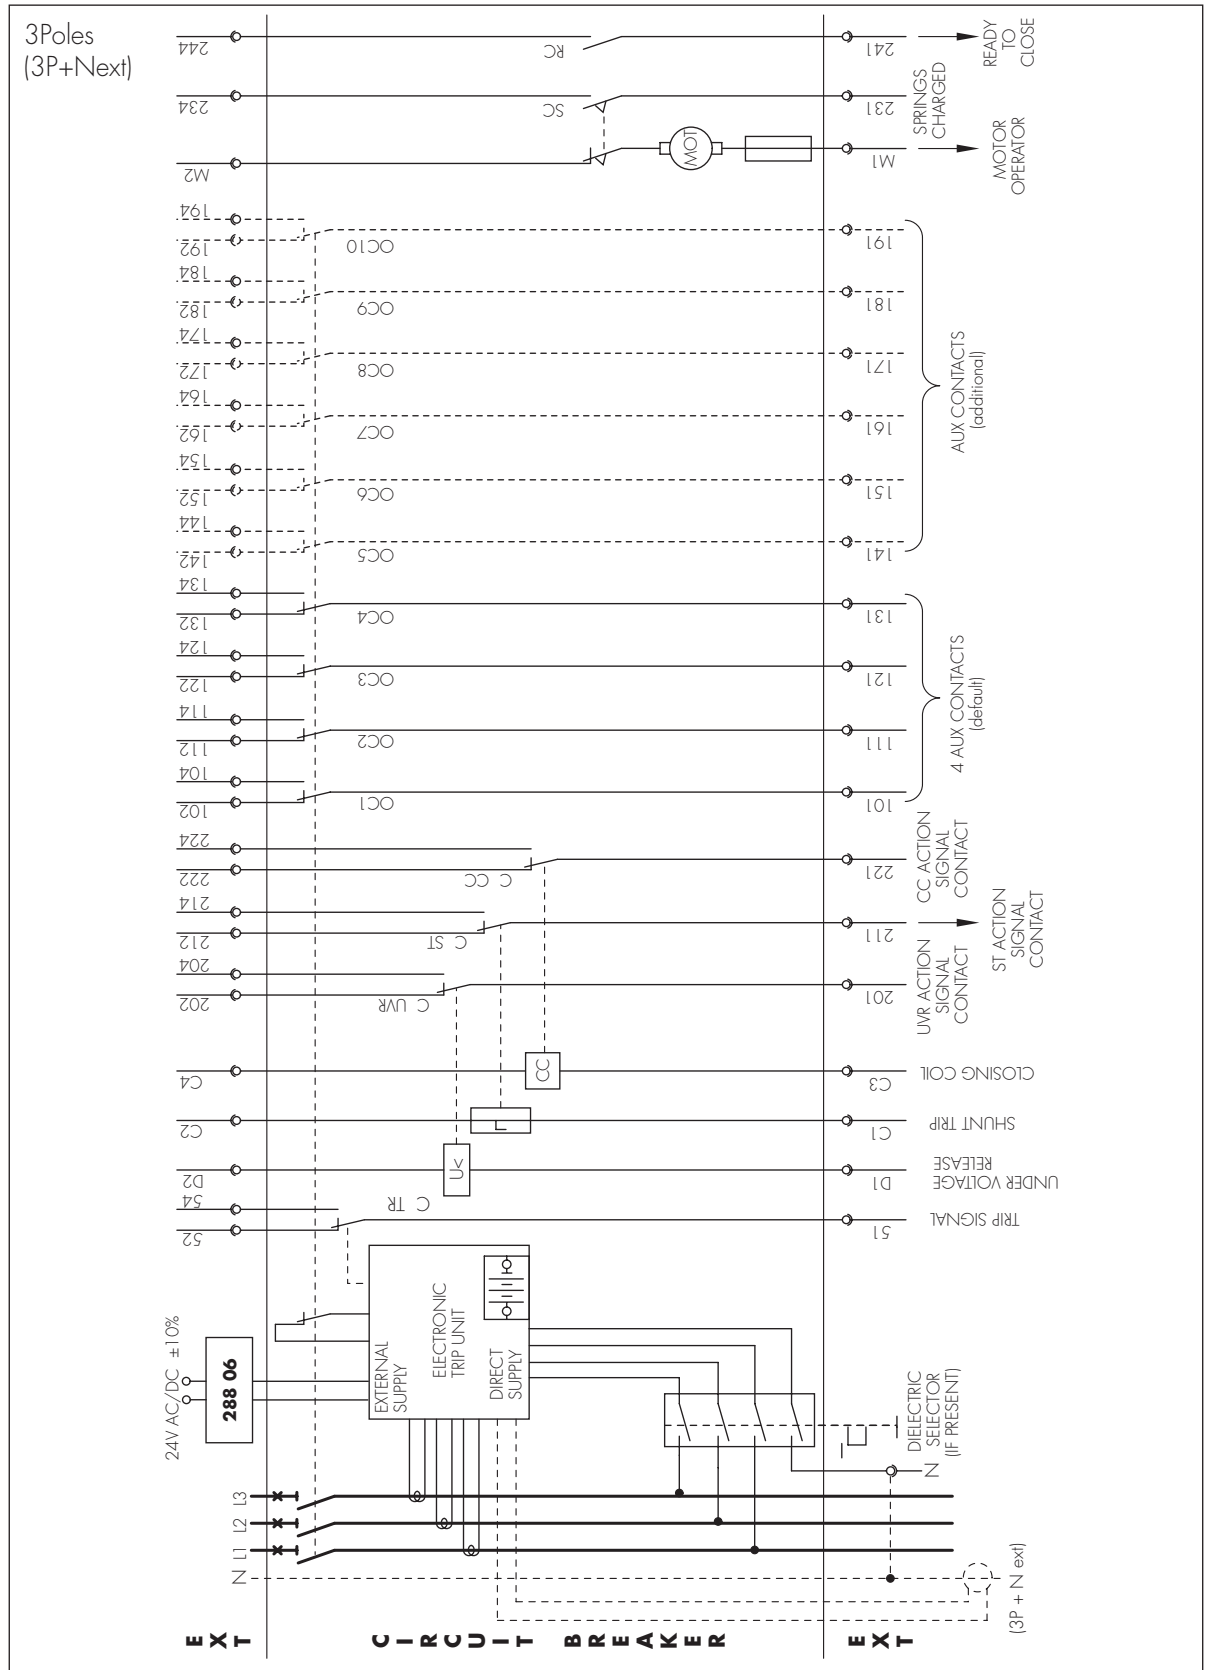 3Poles
(3P+Next)
244
RC
241
READY
TO
CLOSE
234
SC
231
SPRINGS
CHARGED
M2
MOT
M1
MOTOR
OPERATOR
194
192
OC10
191
184
182
OC9
181
174
172
OC8
171
164
162
OC7
161
154
152
OC6
151
144
142
OC5
141
AUX CONTACTS
(additional)
134
132
OC4
131
124
122
OC3
121
114
112
OC2
111
104
102
OC1
101
4 AUX CONTACTS
(default)
224
222
C CC
221
CC ACTION
SIGNAL
CONTACT
214
212
C ST
211
ST ACTION
SIGNAL
CONTACT
204
202
C UVR
201
UVR ACTION
SIGNAL
CONTACT
C4
CC
C3
CLOSING COIL
C2
C1
SHUNT TRIP
D2
U<
D1
UNDER VOLTAGE
RELEASE
54
52
C TR
51
TRIP SIGNAL
24V AC/DC ±10%
288 06
EXTERNAL
SUPPLY
ELECTRONIC
TRIP UNIT
DIRECT
SUPPLY
DIELECTRIC
SELECTOR
(IF PRESENT)
N
L3
L2
L1
N
(3P + N ext)
EXT
CIRCUIT BREAKER
EXT